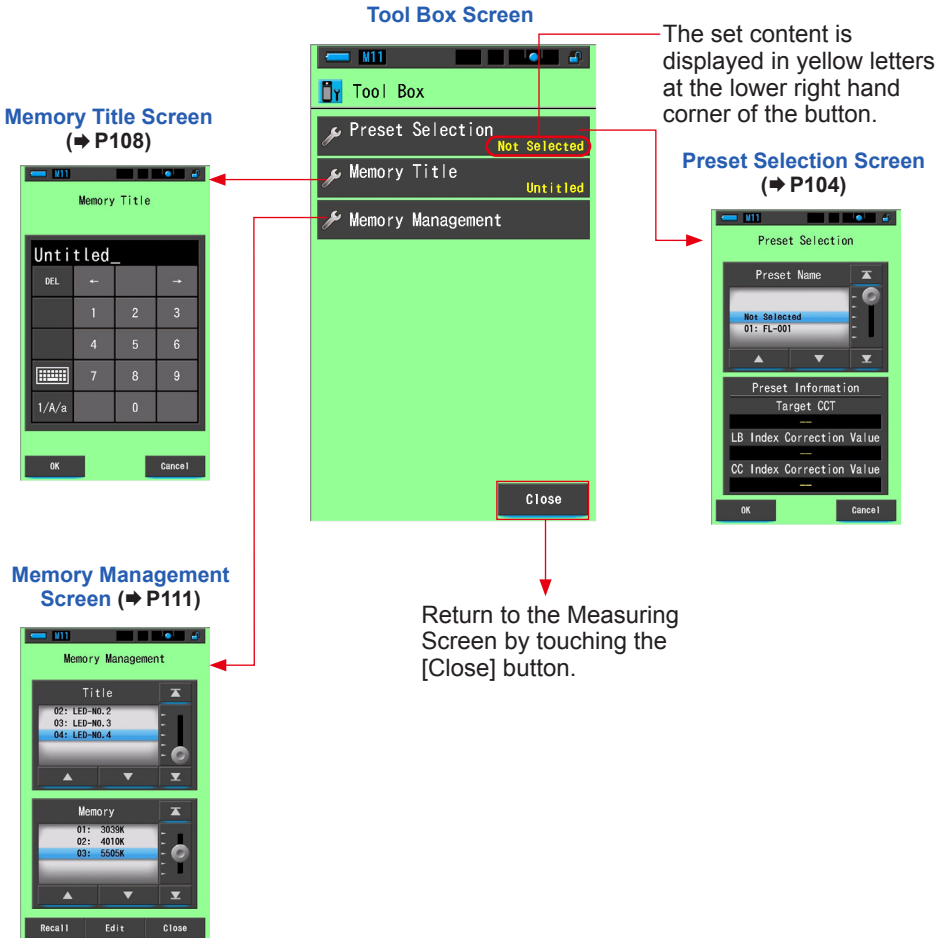 Tool Box Screen
M11
Tool Box
Preset Selection
Not Selected
Memory Title
Untitled
Memory Management
Close
The set content is
displayed in yellow letters
at the lower right hand
corner of the button.
Memory Title Screen
(➡ P108)
M11
Memory Title
Untitled_
DEL ← →
1 2 3
4 5 6
7 8 9
1/A/a 0
OK Cancel
Preset Selection Screen
(➡ P104)
M11
Preset Selection
Preset Name
Not Selected
01: FL-001
▲ ▼
Preset Information
Target CCT
--
LB Index Correction Value
--
CC Index Correction Value
--
OK Cancel
Return to the Measuring
Screen by touching the
[Close] button.
Memory Management
Screen (➡ P111)
M11
Memory Management
Title
02: LED-NO.2
03: LED-NO.3
04: LED-NO.4
▲ ▼
Memory
01: 3039K
02: 4010K
03: 5505K
▲ ▼
Recall Edit Close